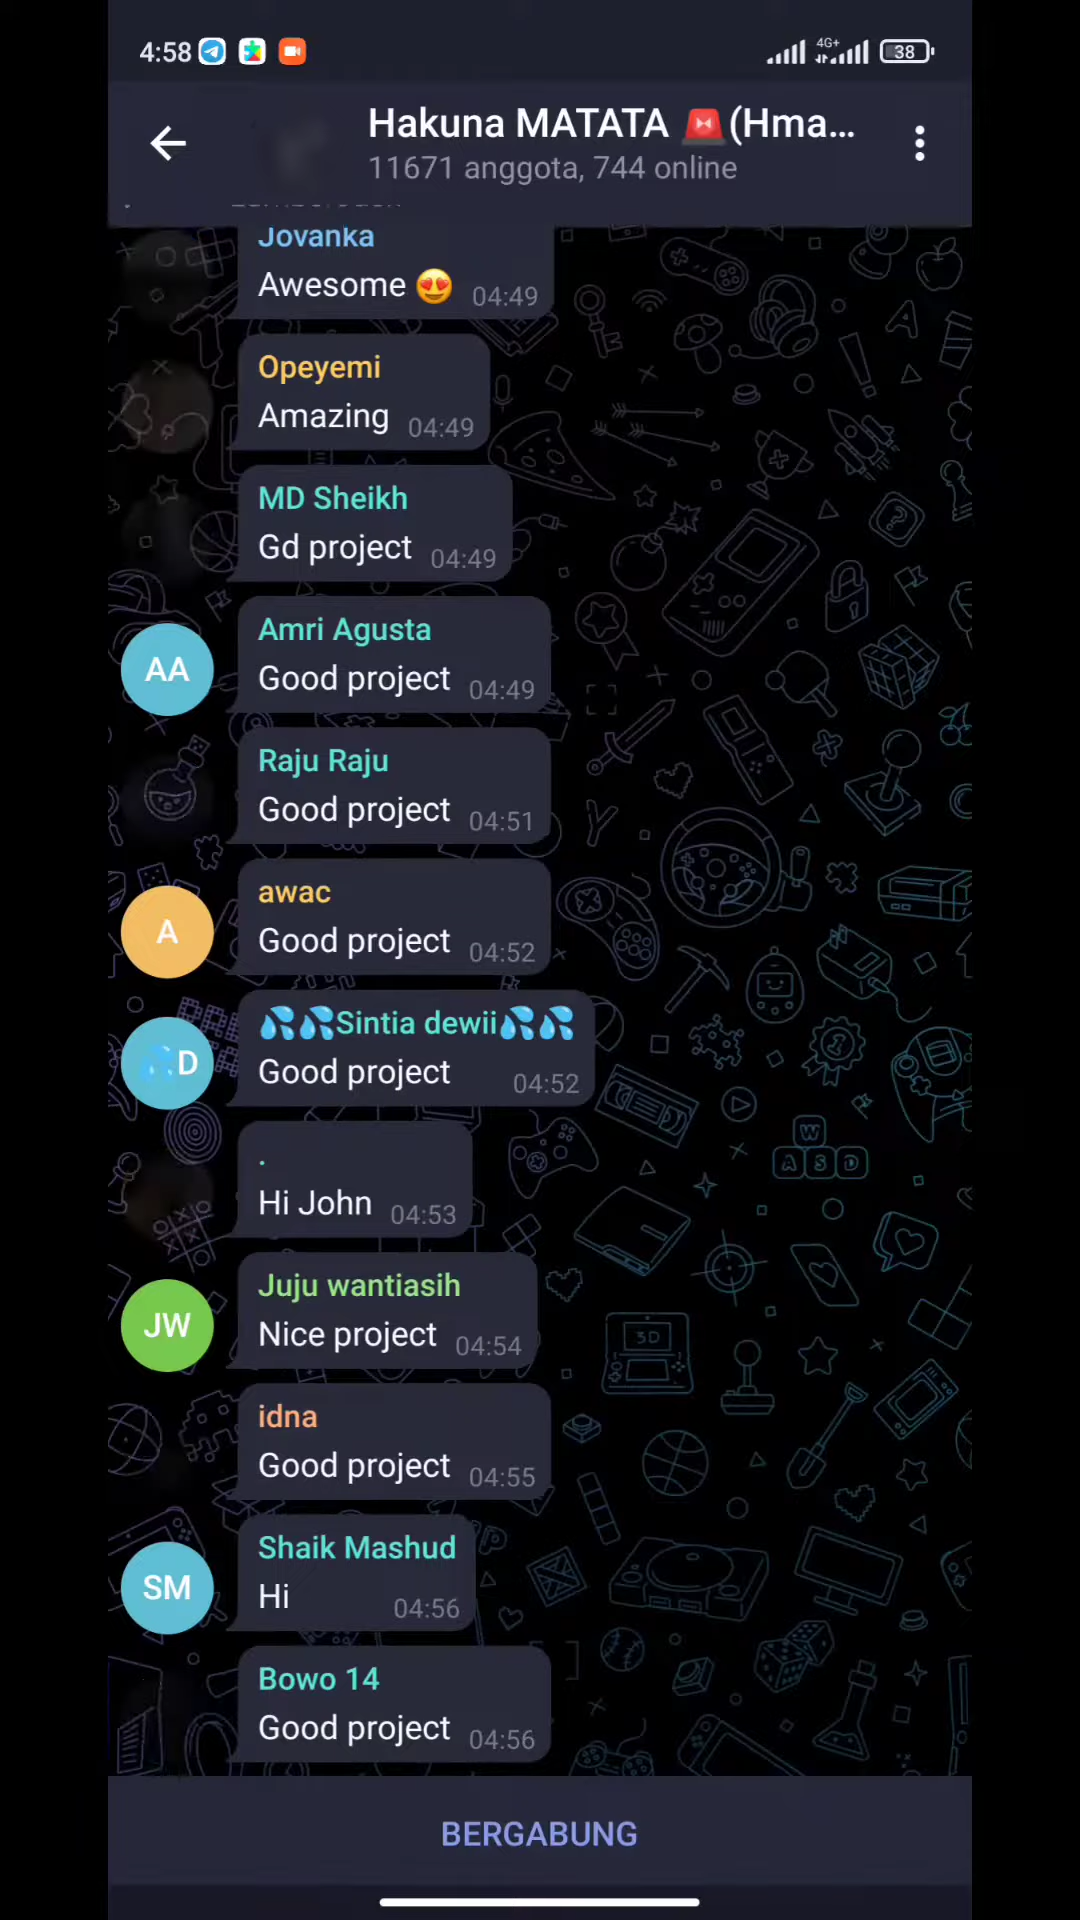 4:58
4G+
38
Hakuna MATATA 🚨(Hma...
11671 anggota, 744 online
Jovanka
Awesome 😍 04:49
Opeyemi
Amazing 04:49
MD Sheikh
Gd project 04:49
AA
Amri Agusta
Good project 04:49
Raju Raju
Good project 04:51
A
awac
Good project 04:52
💦D
💦💦Sintia dewii💦💦
Good project 04:52
.
Hi John 04:53
JW
Juju wantiasih
Nice project 04:54
idna
Good project 04:55
SM
Shaik Mashud
Hi 04:56
Bowo 14
Good project 04:56
BERGABUNG